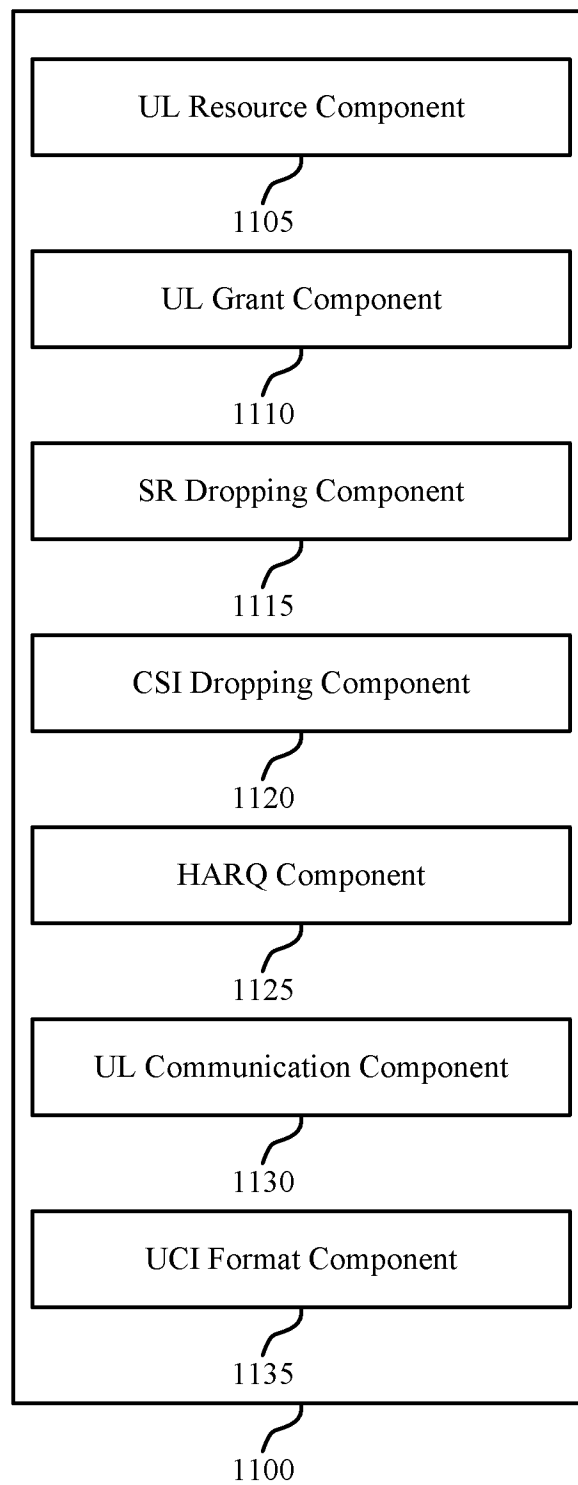 UL Resource Component
1105
UL Grant Component
1110
SR Dropping Component
1115
CSI Dropping Component
1120
HARQ Component
1125
UL Communication Component
1130
UCI Format Component
1135
1100